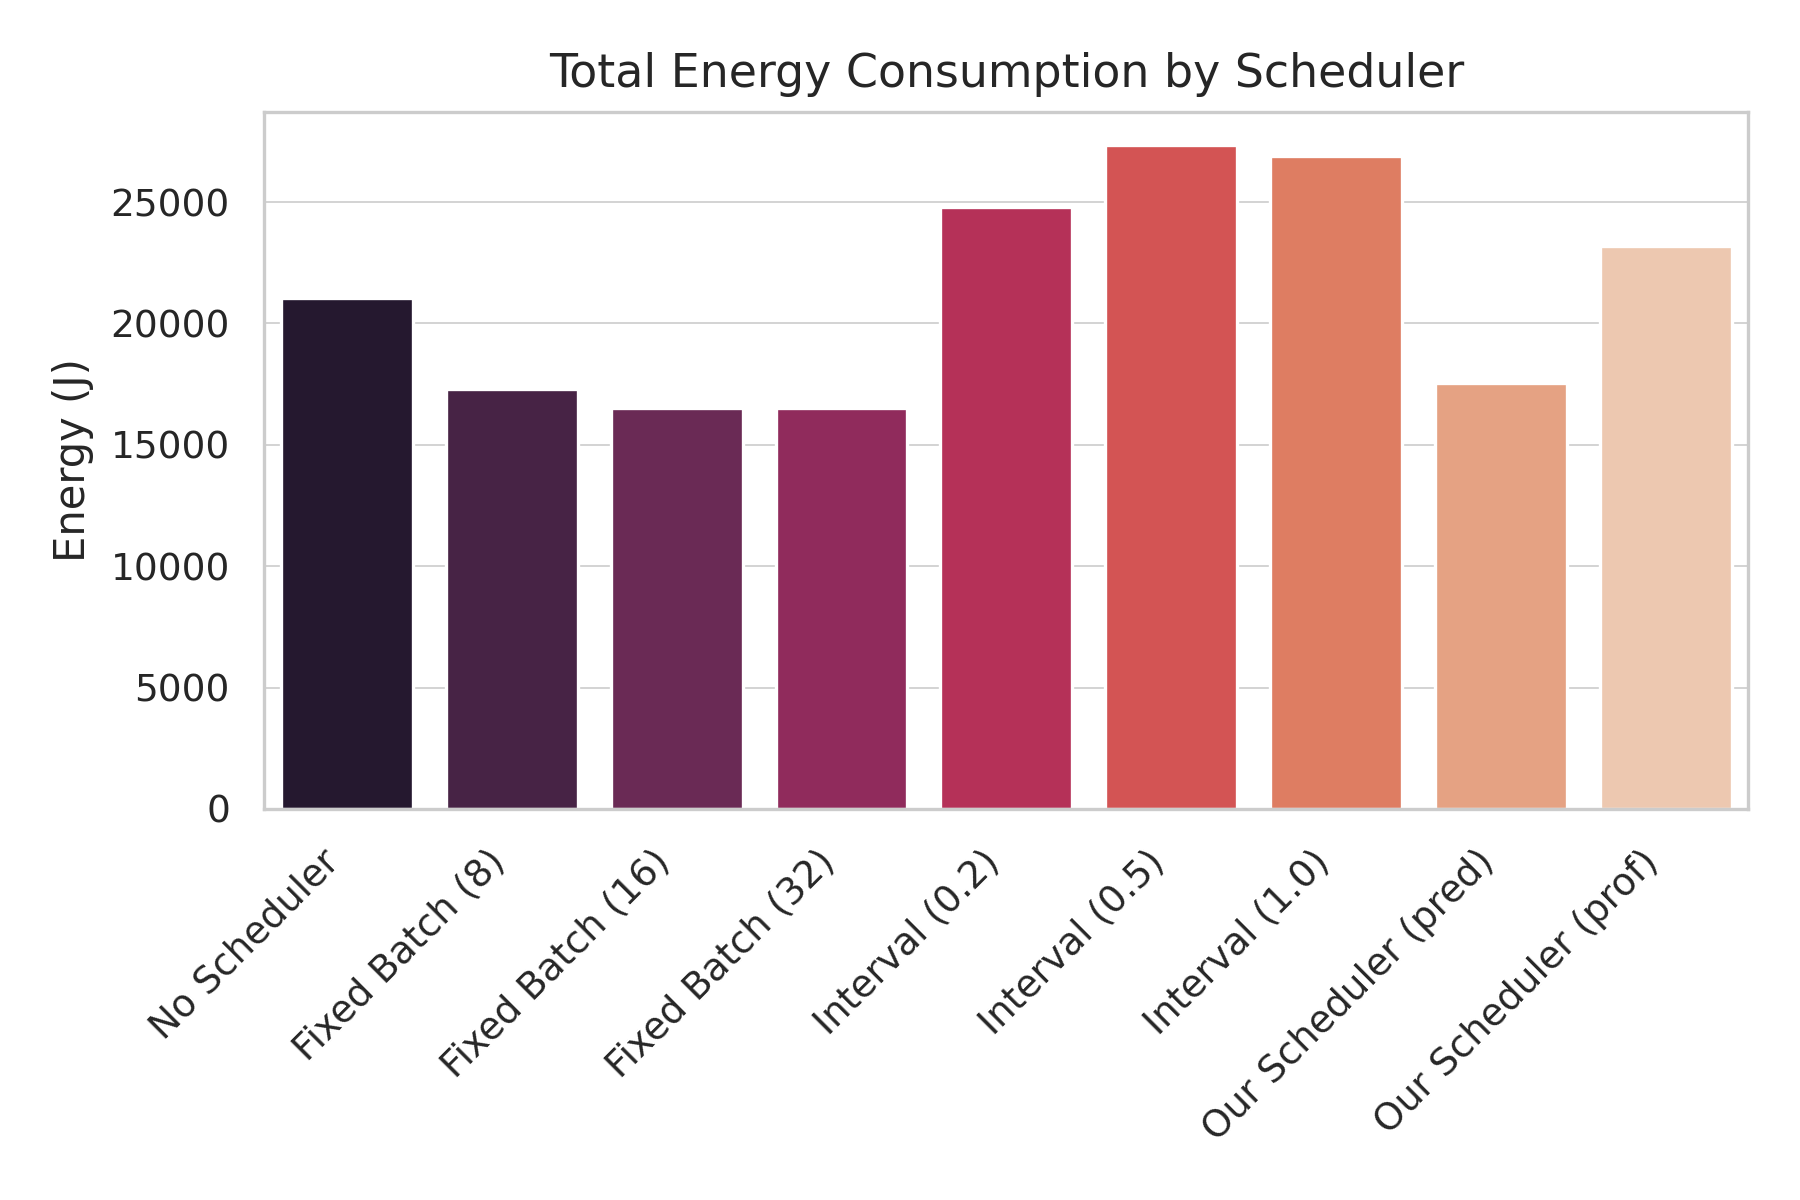 Total Energy Consumption by Scheduler
Energy (J)
25000
20000
15000
10000
5000
0
No Scheduler
Fixed Batch (8)
Fixed Batch (16)
Fixed Batch (32)
Interval (0.2)
Interval (0.5)
Interval (1.0)
Our Scheduler (pred)
Our Scheduler (prof)